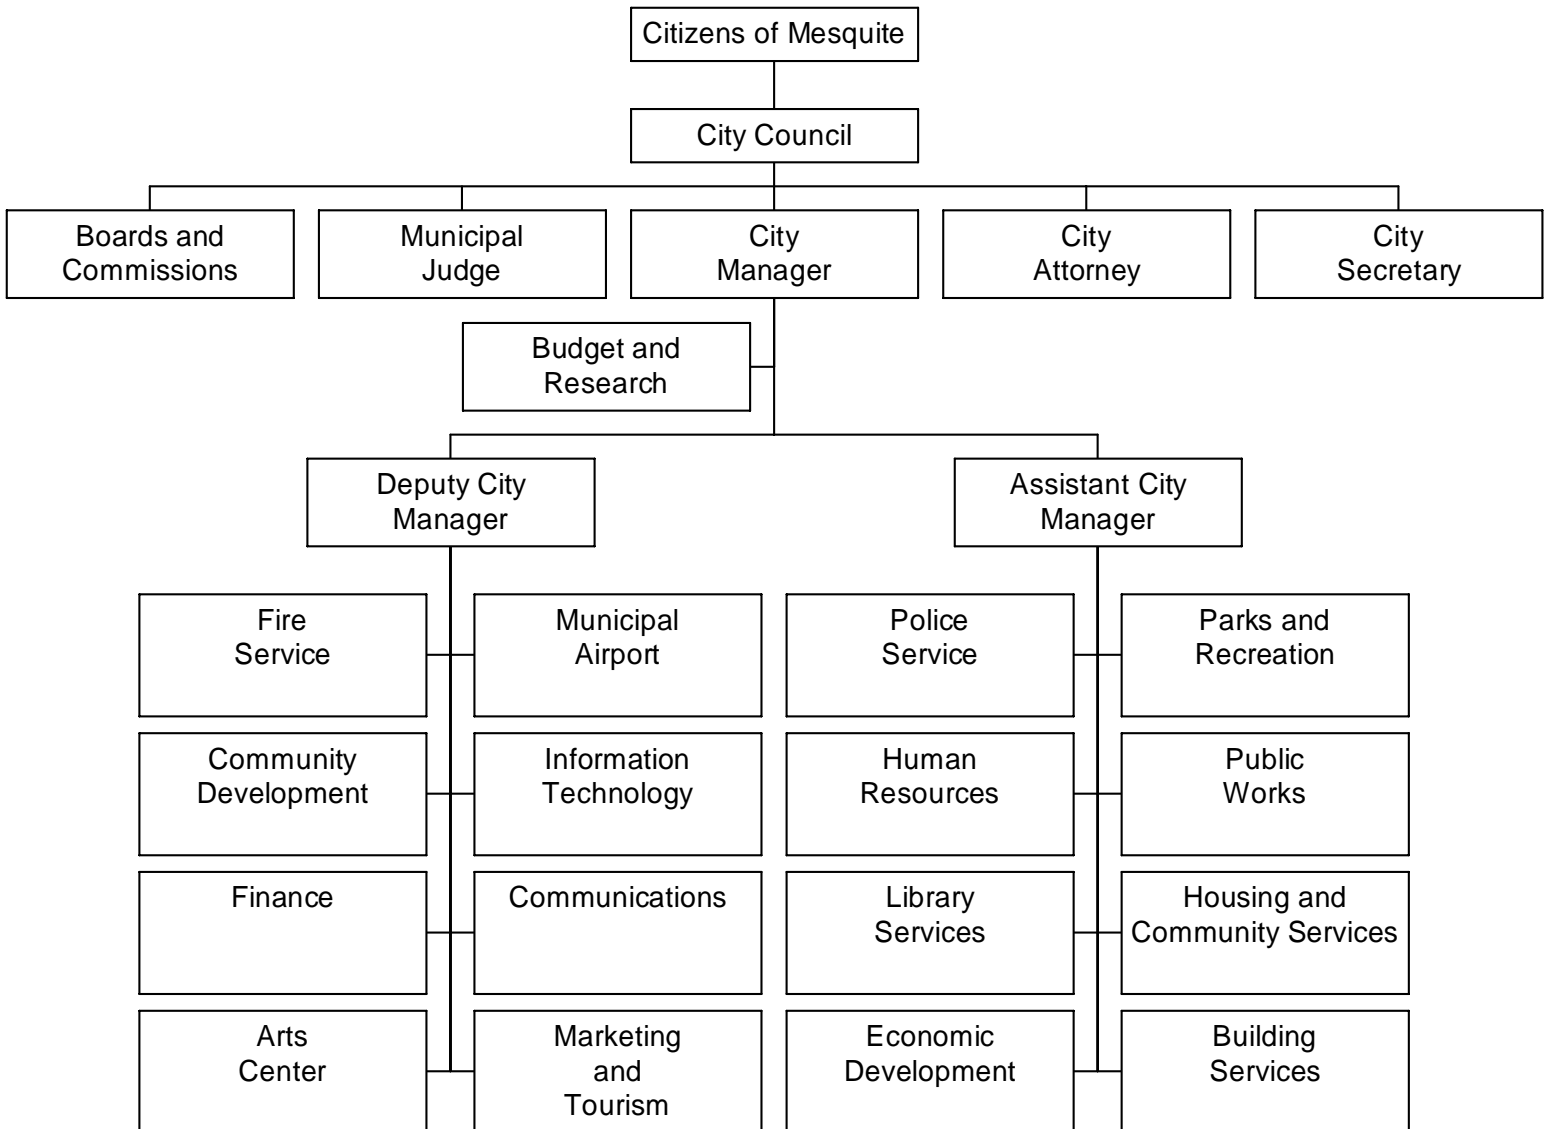 Citizens of Mesquite
City Council
Boards and
Commissions
Municipal
Judge
City
Manager
City
Attorney
City
Secretary
Budget and
Research
Deputy City
Manager
Assistant City
Manager
Fire
Service
Municipal
Airport
Police
Service
Parks and
Recreation
Community
Development
Information
Technology
Human
Resources
Public
Works
Finance
Communications
Library
Services
Housing and
Community Services
Arts
Center
Marketing
and
Tourism
Economic
Development
Building
Services